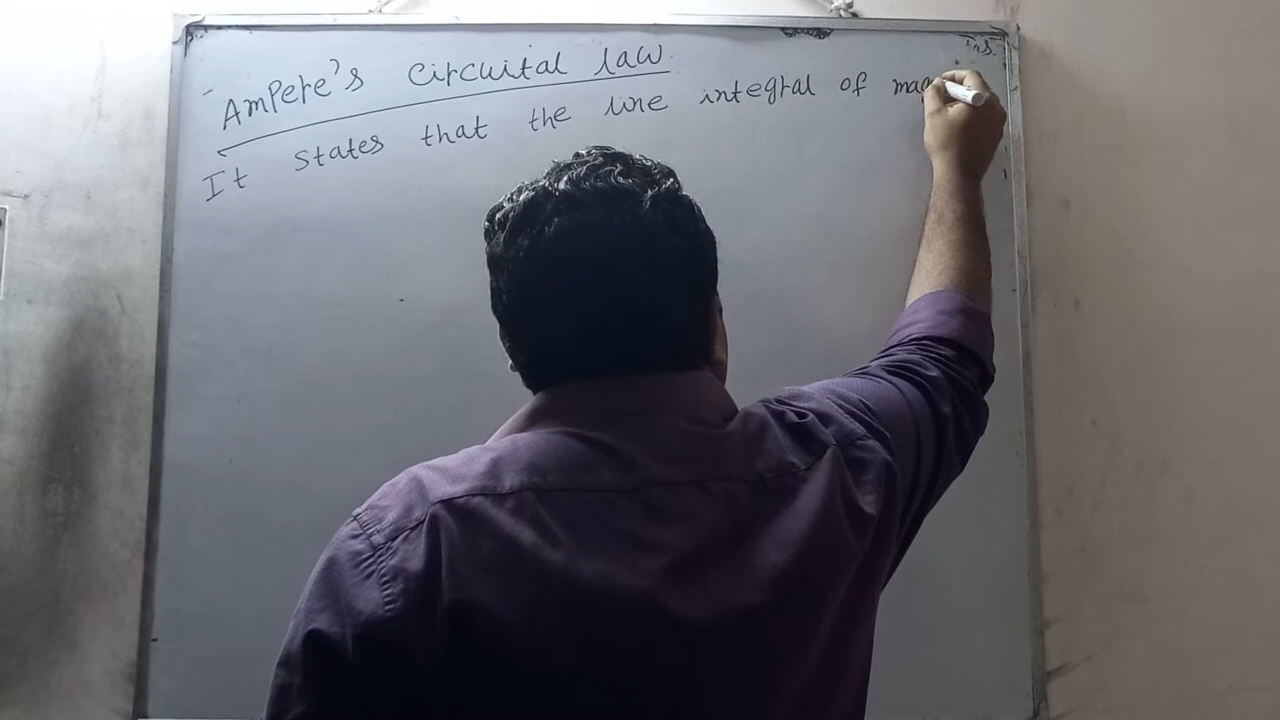 Ampere's circuital law
It states that the line integral of